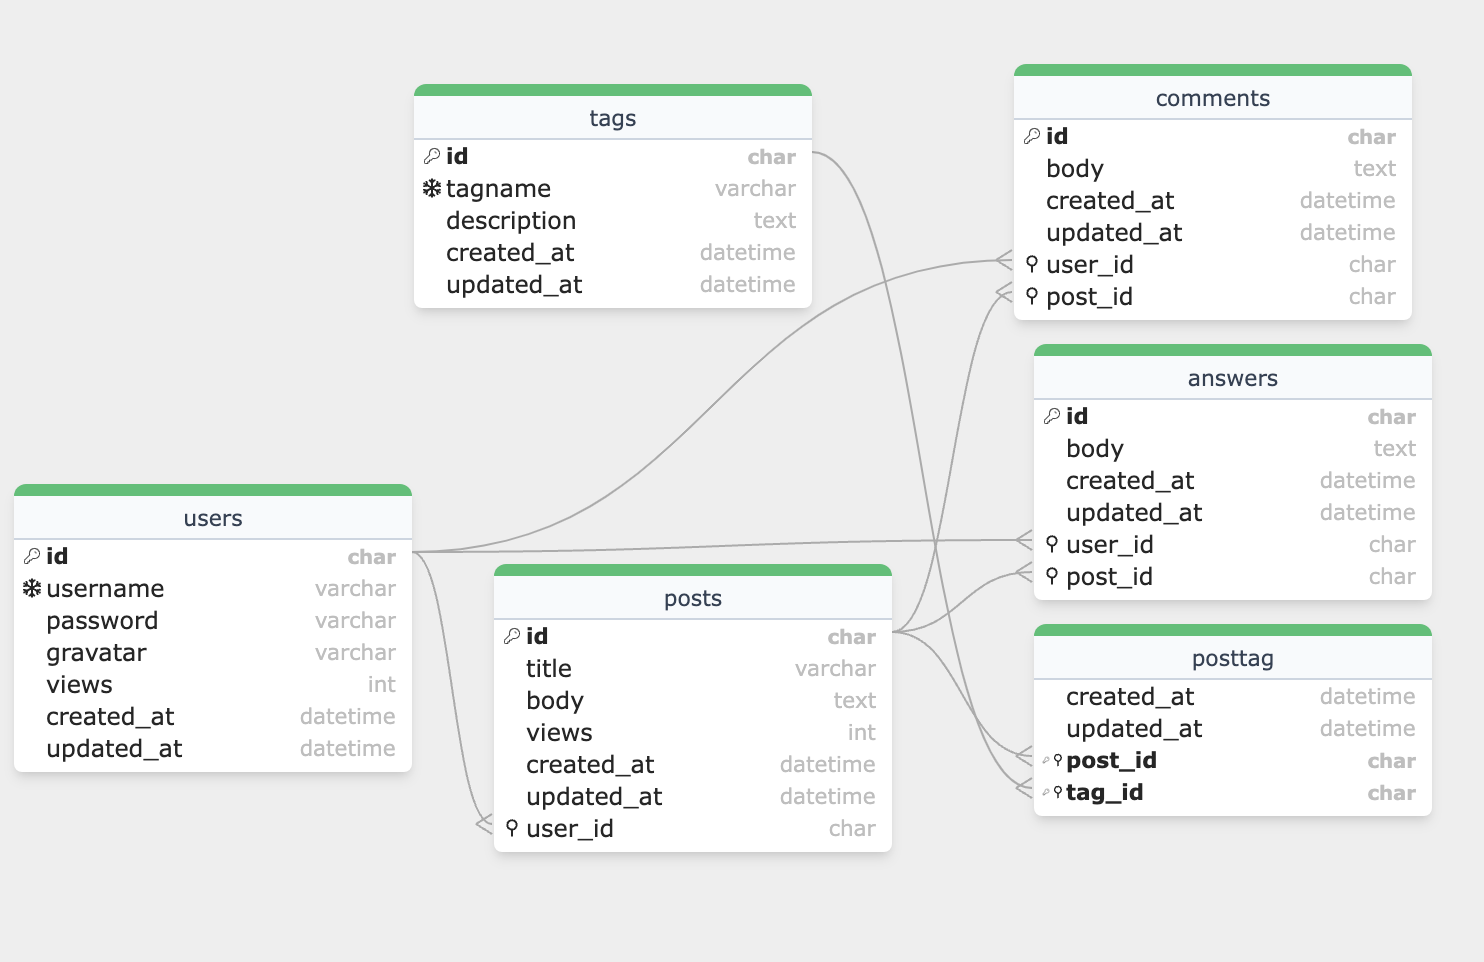 tags
id char
tagname varchar
description text
created_at datetime
updated_at datetime
comments
id char
body text
created_at datetime
updated_at datetime
user_id char
post_id char
answers
id char
body text
created_at datetime
updated_at datetime
user_id char
post_id char
users
id char
username varchar
password varchar
gravatar varchar
views int
created_at datetime
updated_at datetime
posts
id char
title varchar
body text
views int
created_at datetime
updated_at datetime
user_id char
posttag
created_at datetime
updated_at datetime
post_id char
tag_id char